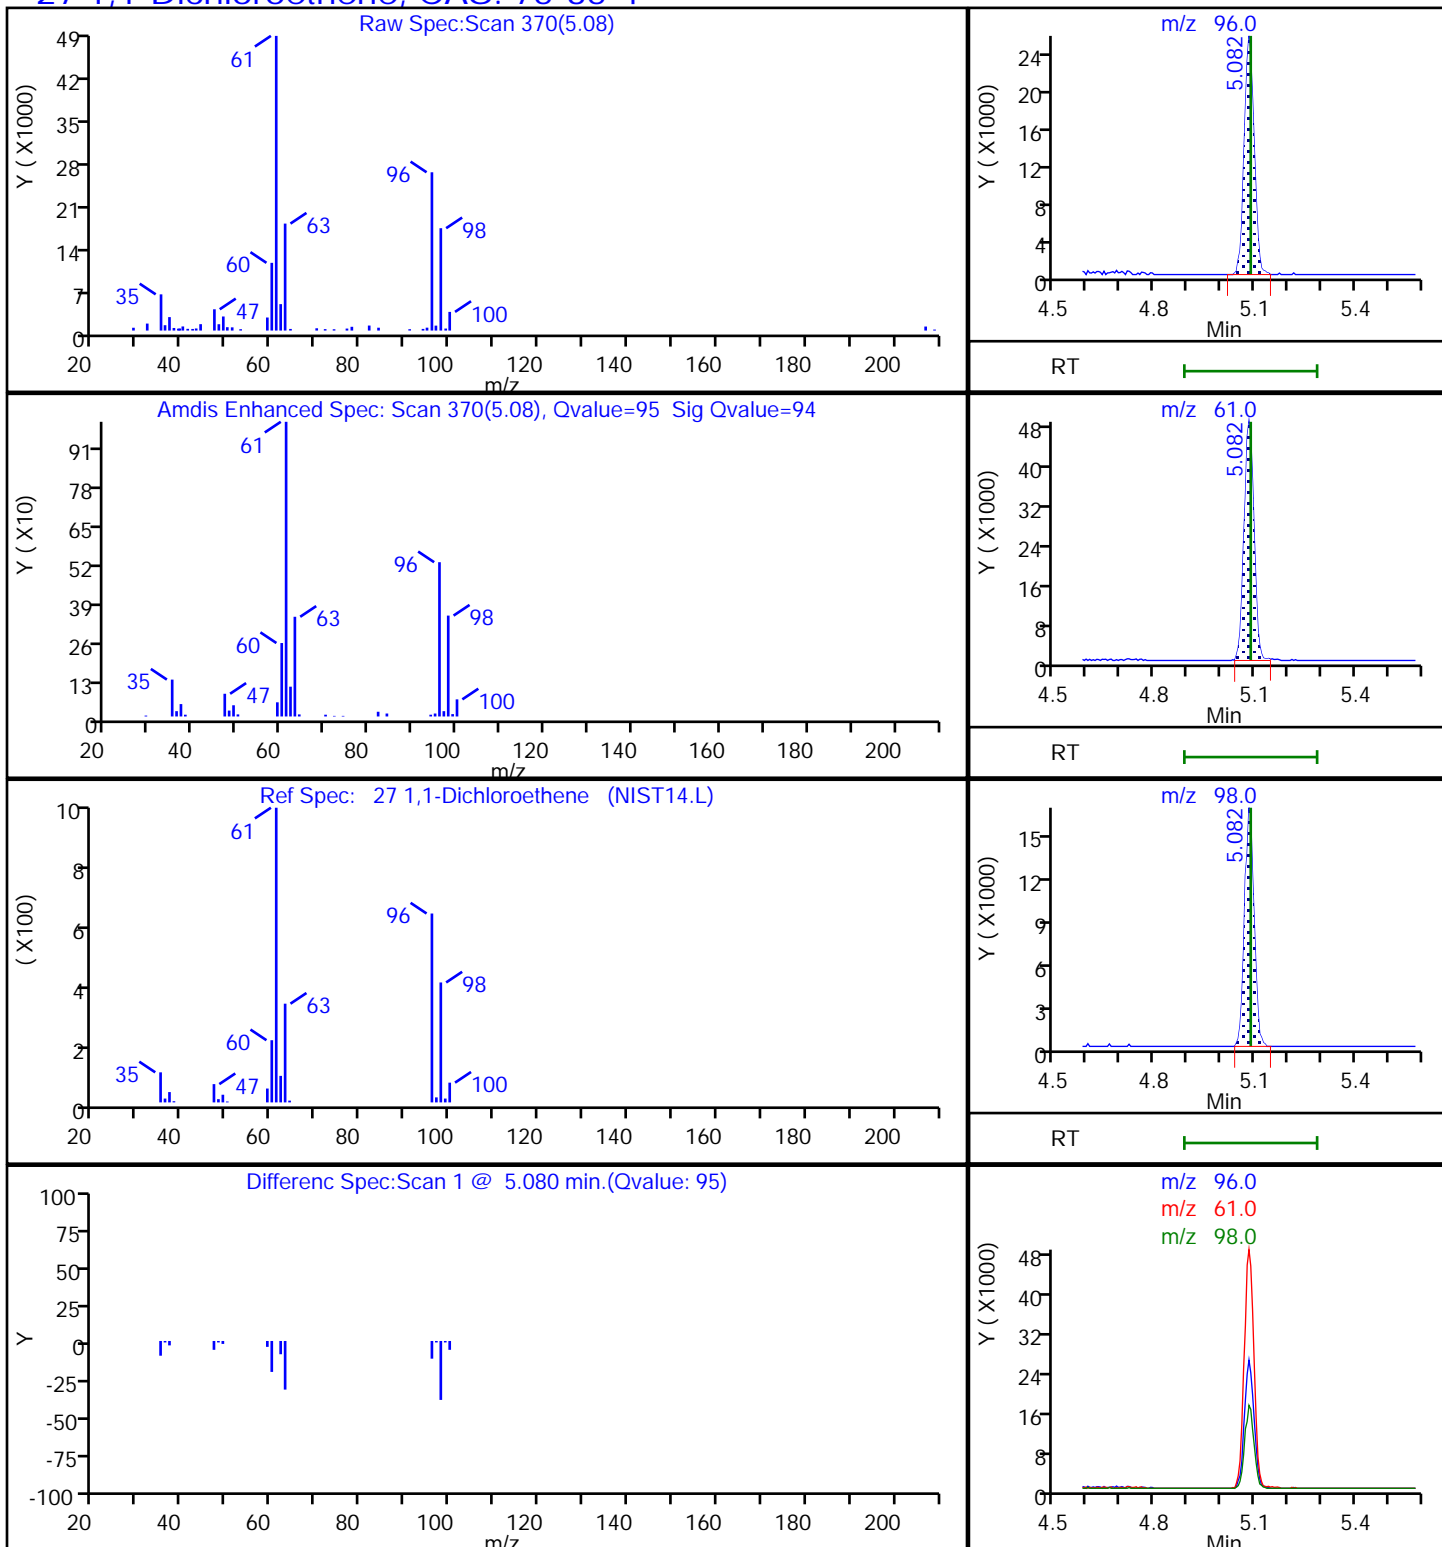 27 1,1-Dichloroethene, CAS: 75-35-4
Raw Spec:Scan 370(5.08)
Y ( X1000)
49
42
35
28
21
14
7
0
61
96
63
98
60
35
47
100
20 40 60 80 100 120 140 160 180 200
m/z
m/z 96.0
Y ( X1000)
24
20
16
12
8
4
0
5.082
4.5 4.8 5.1 5.4
Min
RT
Amdis Enhanced Spec: Scan 370(5.08), Qvalue=95 Sig Qvalue=94
Y ( X10)
91
78
65
52
39
26
13
0
61
96
63
98
60
35
47
100
20 40 60 80 100 120 140 160 180 200
m/z
m/z 61.0
Y ( X1000)
48
40
32
24
16
8
0
5.082
4.5 4.8 5.1 5.4
Min
RT
Ref Spec: 27 1,1-Dichloroethene (NIST14.L)
( X100)
10
8
6
4
2
0
61
96
98
63
60
35
47
100
20 40 60 80 100 120 140 160 180 200
m/z 98.0
Y ( X1000)
15
12
9
6
3
0
5.082
4.5 4.8 5.1 5.4
Min
RT
Differenc Spec:Scan 1 @ 5.080 min.(Qvalue: 95)
Y
100
75
50
25
0
-25
-50
-75
-100
20 40 60 80 100 120 140 160 180 200
m/z
m/z 96.0
m/z 61.0
m/z 98.0
Y ( X1000)
48
40
32
24
16
8
0
4.5 4.8 5.1 5.4
Min